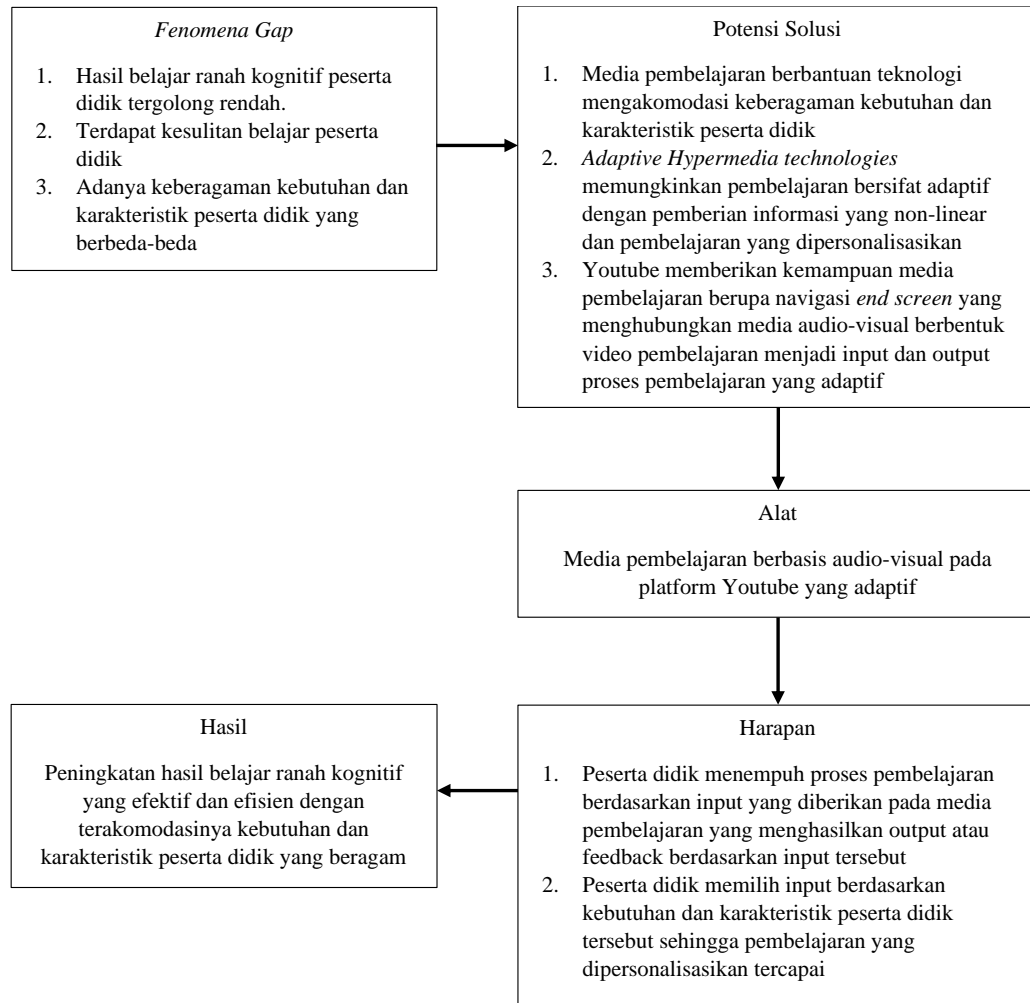 Fenomena Gap
1. Hasil belajar ranah kognitif peserta
didik tergolong rendah.
2. Terdapat kesulitan belajar peserta
didik
3. Adanya keberagaman kebutuhan dan
karakteristik peserta didik yang
berbeda-beda
Potensi Solusi
1. Media pembelajaran berbantuan teknologi
mengakomodasi keberagaman kebutuhan dan
karakteristik peserta didik
2. Adaptive Hypermedia technologies
memungkinkan pembelajaran bersifat adaptif
dengan pemberian informasi yang non-linear
dan pembelajaran yang dipersonalisasikan
3. Youtube memberikan kemampuan media
pembelajaran berupa navigasi end screen yang
menghubungkan media audio-visual berbentuk
video pembelajaran menjadi input dan output
proses pembelajaran yang adaptif
Alat
Media pembelajaran berbasis audio-visual pada
platform Youtube yang adaptif
Harapan
1. Peserta didik menempuh proses pembelajaran
berdasarkan input yang diberikan pada media
pembelajaran yang menghasilkan output atau
feedback berdasarkan input tersebut
2. Peserta didik memilih input berdasarkan
kebutuhan dan karakteristik peserta didik
tersebut sehingga pembelajaran yang
dipersonalisasikan tercapai
Hasil
Peningkatan hasil belajar ranah kognitif
yang efektif dan efisien dengan
terakomodasinya kebutuhan dan
karakteristik peserta didik yang beragam